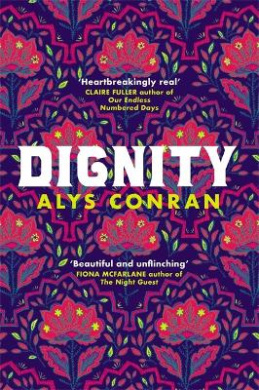 'Heartbreakingly real'
CLAIRE FULLER author of
Our Endless
Numbered Days
DIGNITY
ALYS CONRAN
'Beautiful and unflinching'
FIONA MCFARLANE author of
The Night Guest